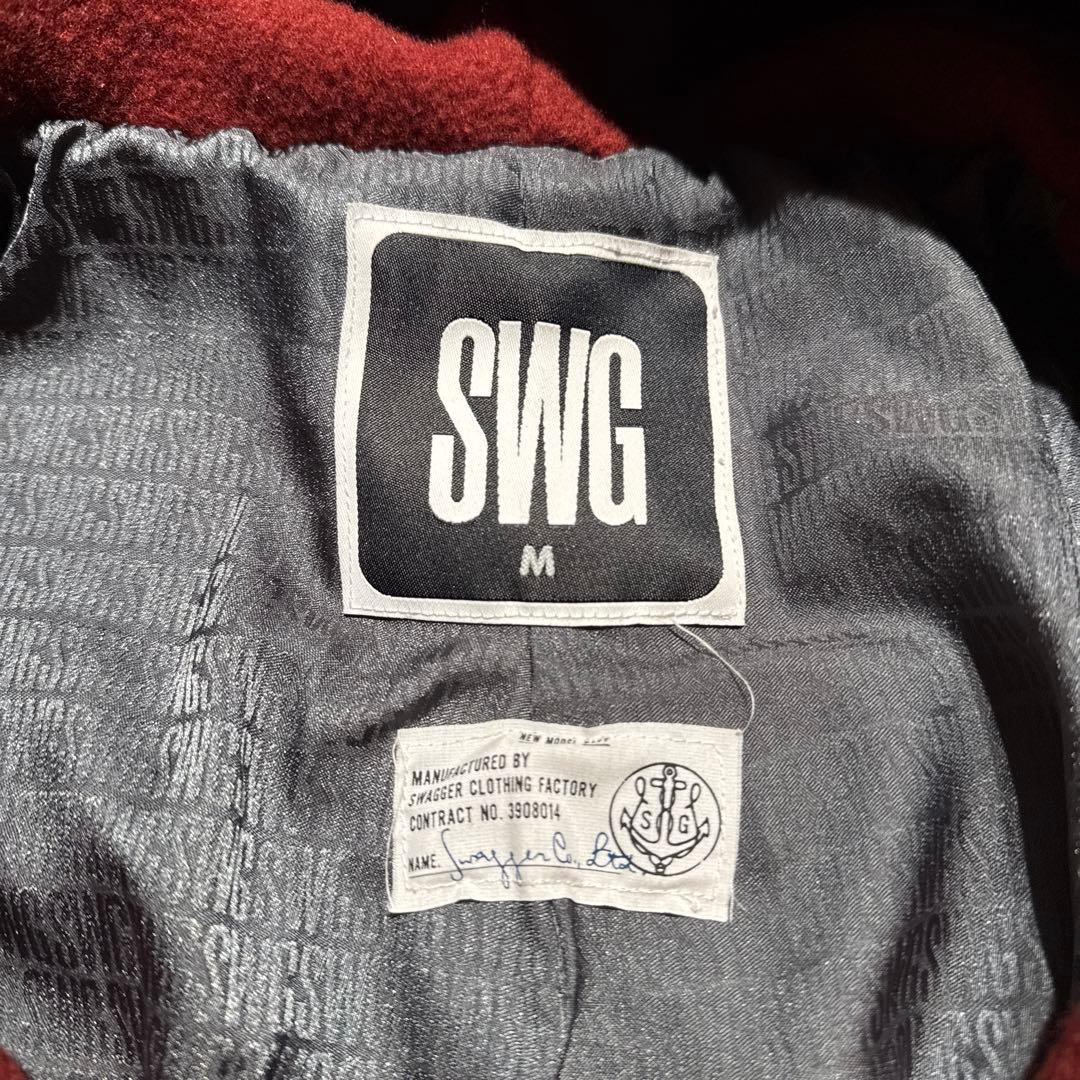 SWG
M
NEW MODEL
MANUFACTURED BY
SWAGGER CLOTHING FACTORY
CONTRACT NO. 3908014
NAME. Swagger Co., Ltd.
S W G